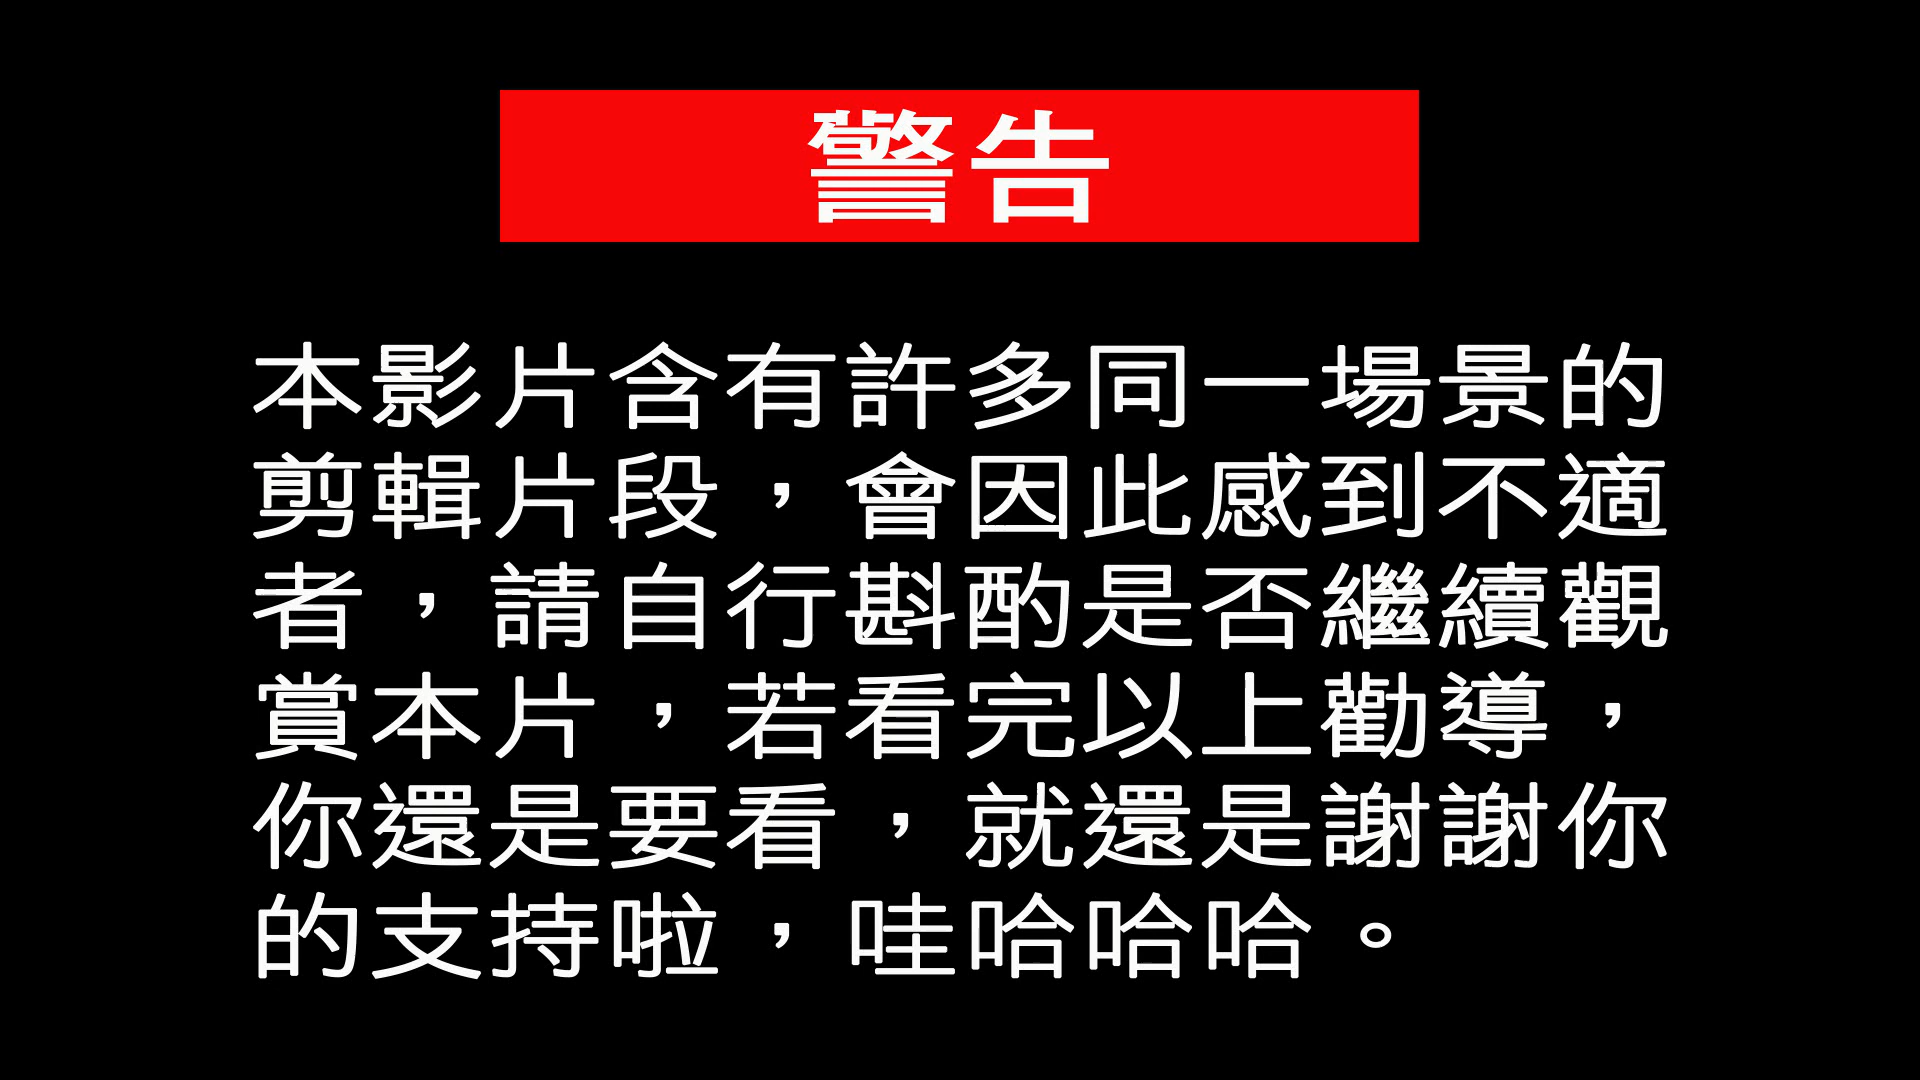 警告
本影片含有許多同一場景的
剪輯片段，會因此感到不適
者，請自行斟酌是否繼續觀
賞本片，若看完以上勸導，
你還是要看，就還是謝謝你
的支持啦，哇哈哈哈。